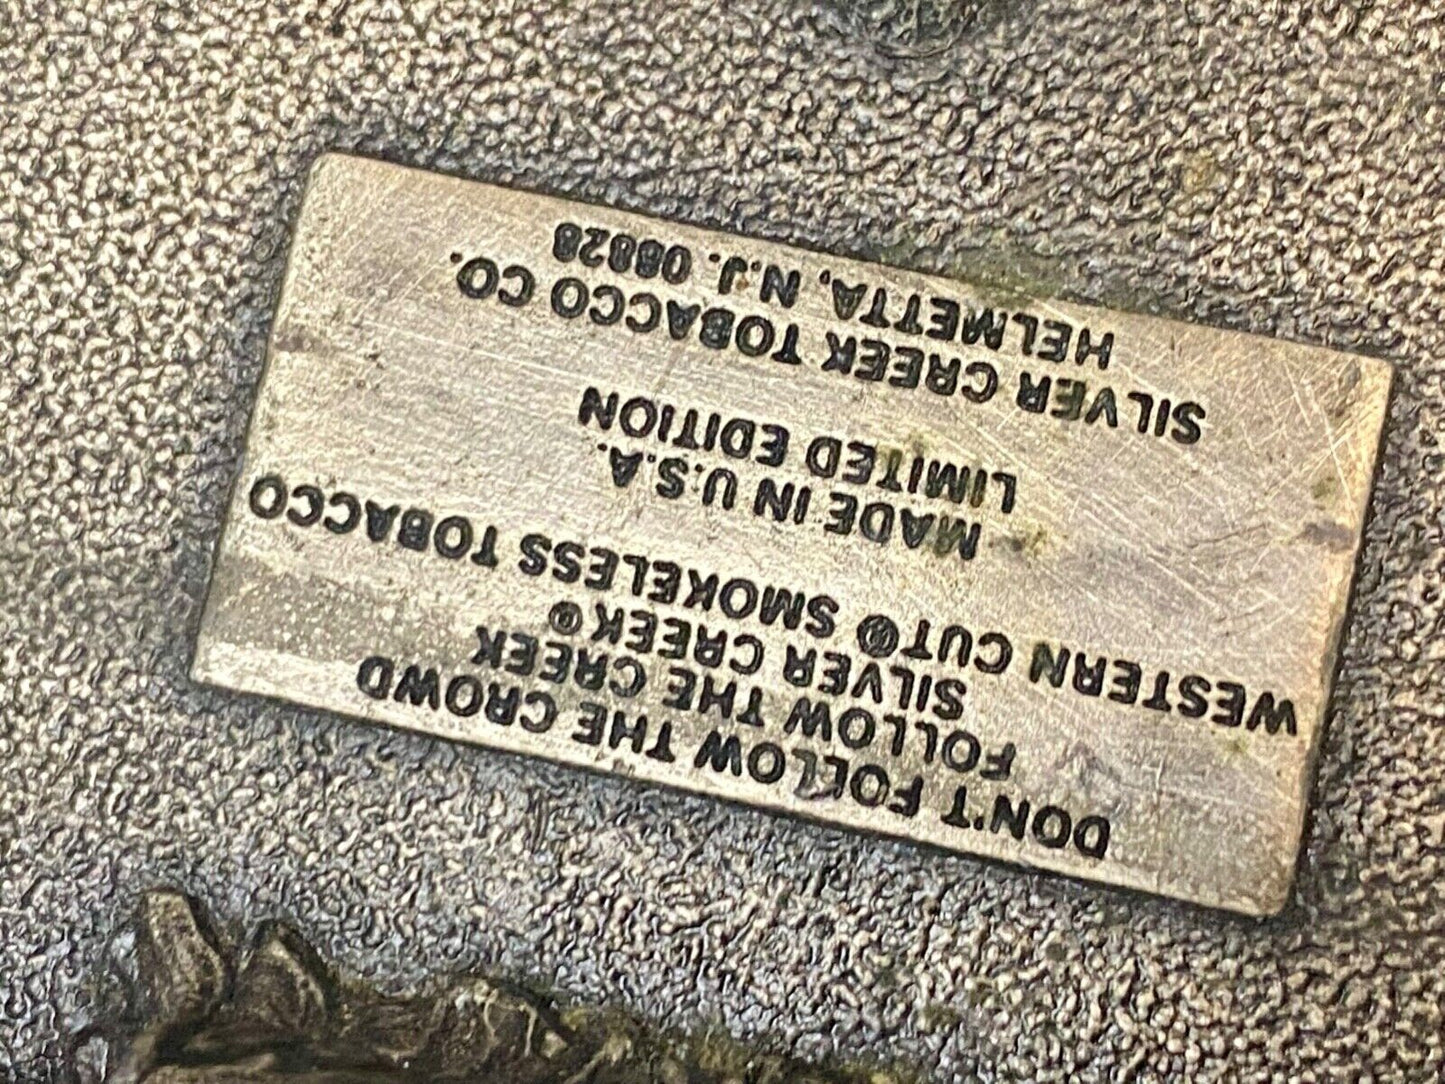 DON'T FOLLOW THE CROWD
FOLLOW THE CREEK
SILVER CREEK®
WESTERN CUT® SMOKELESS TOBACCO
MADE IN U.S.A.
LIMITED EDITION
SILVER CREEK TOBACCO CO.
HELMETTA, N.J. 08828